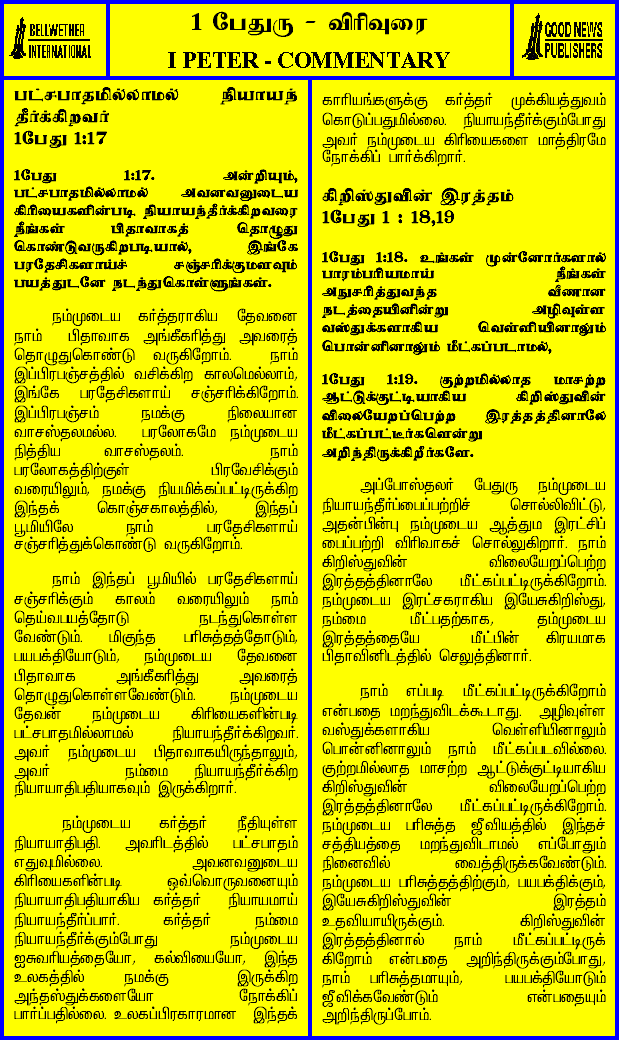 BELLWETHER
INTERNATIONAL
1 பேதுரு - விரிவுரை
I PETER - COMMENTARY
GOOD NEWS
PUBLISHERS
பட்சபாதமில்லாமல் நியாயந்
தீர்க்கிறவர்
1பேது 1:17
1பேது 1:17. அன்றியும்,
பட்சபாதமில்லாமல் அவனவனுடைய
கிரியைகளின்படி நியாயந்தீர்க்கிறவரை
நீங்கள் பிதாவாகத் தொழுது
கொண்டுவருகிறபடியால், இங்கே
பரதேசிகளாய்ச் சஞ்சரிக்குமளவும்
பயத்துடனே நடந்துகொள்ளுங்கள்.
நம்முடைய கர்த்தராகிய தேவனை
நாம் பிதாவாக அங்கீகரித்து அவரைத்
தொழுதுகொண்டு வருகிறோம். நாம்
இப்பிரபஞ்சத்தில் வசிக்கிற காலமெல்லாம்,
இங்கே பரதேசிகளாய் சஞ்சரிக்கிறோம்.
இப்பிரபஞ்சம் நமக்கு நிலையான
வாசஸ்தலமல்ல. பரலோகமே நம்முடைய
நித்திய வாசஸ்தலம். நாம்
பரலோகத்திற்குள் பிரவேசிக்கும்
வரையிலும், நமக்கு நியமிக்கப்பட்டிருக்கிற
இந்தக் கொஞ்சகாலத்தில், இந்தப்
பூமியிலே நாம் பரதேசிகளாய்
சஞ்சரித்துக்கொண்டு வருகிறோம்.
நாம் இந்தப் பூமியில் பரதேசிகளாய்
சஞ்சரிக்கும் காலம் வரையிலும் நாம்
தெய்வபயத்தோடு நடந்துகொள்ள
வேண்டும். மிகுந்த பரிசுத்தத்தோடும்,
பயபக்தியோடும், நம்முடைய தேவனை
பிதாவாக அங்கீகரித்து அவரைத்
தொழுதுகொள்ளவேண்டும். நம்முடைய
தேவன் நம்முடைய கிரியைகளின்படி
பட்சபாதமில்லாமல் நியாயந்தீர்க்கிறவர்.
அவர் நம்முடைய பிதாவாகயிருந்தாலும்,
அவர் நம்மை நியாயந்தீர்க்கிற
நியாயாதிபதியாகவும் இருக்கிறார்.
நம்முடைய கர்த்தர் நீதியுள்ள
நியாயாதிபதி. அவரிடத்தில் பட்சபாதம்
எதுவுமில்லை. அவனவனுடைய
கிரியைகளின்படி ஒவ்வொருவனையும்
நியாயாதிபதியாகிய கர்த்தர் நியாயமாய்
நியாயந்தீர்ப்பார். கர்த்தர் நம்மை
நியாயந்தீர்க்கும்போது நம்முடைய
ஐசுவரியத்தையோ, கல்வியையோ, இந்த
உலகத்தில் நமக்கு இருக்கிற
அந்தஸ்துக்களையோ நோக்கிப்
பார்ப்பதில்லை. உலகப்பிரகாரமான இந்தக்
காரியங்களுக்கு கர்த்தர் முக்கியத்துவம்
கொடுப்பதுமில்லை. நியாயந்தீர்க்கும்போது
அவர் நம்முடைய கிரியைகளை மாத்திரமே
நோக்கிப் பார்க்கிறார்.
கிறிஸ்துவின் இரத்தம்
1பேது 1 : 18,19
1பேது 1:18. உங்கள் முன்னோர்களால்
பாரம்பரியமாய் நீங்கள்
அநுசரித்துவந்த வீணான
நடத்தையினின்று அழிவுள்ள
வஸ்துக்களாகிய வெள்ளியினாலும்
பொன்னினாலும் மீட்கப்படாமல்,
1பேது 1:19. குற்றமில்லாத மாசற்ற
ஆட்டுக்குட்டியாகிய கிறிஸ்துவின்
விலையேறப்பெற்ற இரத்தத்தினாலே
மீட்கப்பட்டீர்களென்று
அறிந்திருக்கிறீர்களே.
அப்போஸ்தலர் பேதுரு நம்முடைய
நியாயந்தீர்ப்பைப்பற்றிச் சொல்லிவிட்டு,
அதன்பின்பு நம்முடைய ஆத்தும இரட்சிப்
பைப்பற்றி விரிவாகச் சொல்லுகிறார். நாம்
கிறிஸ்துவின் விலையேறப்பெற்ற
இரத்தத்தினாலே மீட்கப்பட்டிருக்கிறோம்.
நம்முடைய இரட்சகராகிய இயேசுகிறிஸ்து,
நம்மை மீட்பதற்காக, தம்முடைய
இரத்தத்தையே மீட்பின் கிரயமாக
பிதாவினிடத்தில் செலுத்தினார்.
நாம் எப்படி மீட்கப்பட்டிருக்கிறோம்
என்பதை மறந்துவிடக்கூடாது. அழிவுள்ள
வஸ்துக்களாகிய வெள்ளியினாலும்
பொன்னினாலும் நாம் மீட்கப்படவில்லை.
குற்றமில்லாத மாசற்ற ஆட்டுக்குட்டியாகிய
கிறிஸ்துவின் விலையேறப்பெற்ற
இரத்தத்தினாலே மீட்கப்பட்டிருக்கிறோம்.
நம்முடைய பரிசுத்த ஜீவியத்தில் இந்தச்
சத்தியத்தை மறந்துவிடாமல் எப்போதும்
நினைவில் வைத்திருக்கவேண்டும்.
நம்முடைய பரிசுத்தத்திற்கும், பயபக்திக்கும்,
இயேசுகிறிஸ்துவின் இரத்தம்
உதவியாயிருக்கும். கிறிஸ்துவின்
இரத்தத்தினால் நாம் மீட்கப்பட்டிருக்
கிறோம் என்பதை அறிந்திருக்கும்போது,
நாம் பரிசுத்தமாயும், பயபக்தியோடும்
ஜீவிக்கவேண்டும் என்பதையும்
அறிந்திருப்போம்.